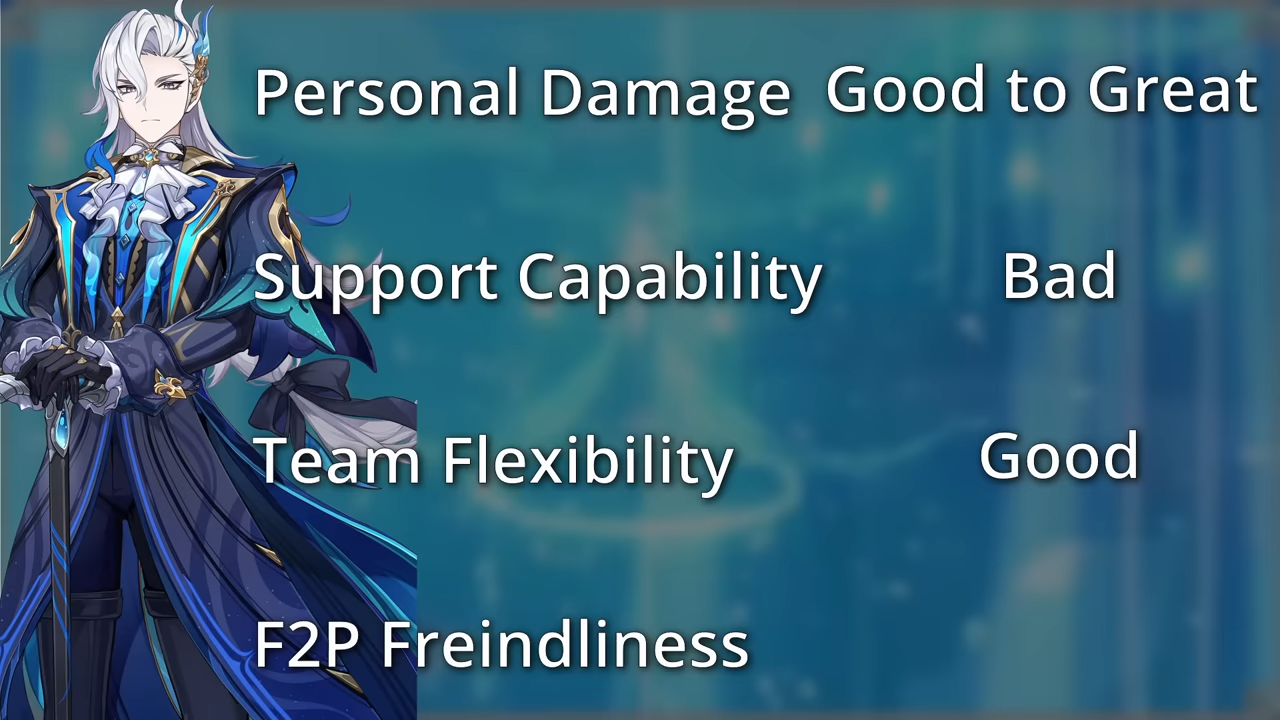 Personal Damage Good to Great
Support Capability Bad
Team Flexibility Good
F2P Freindliness